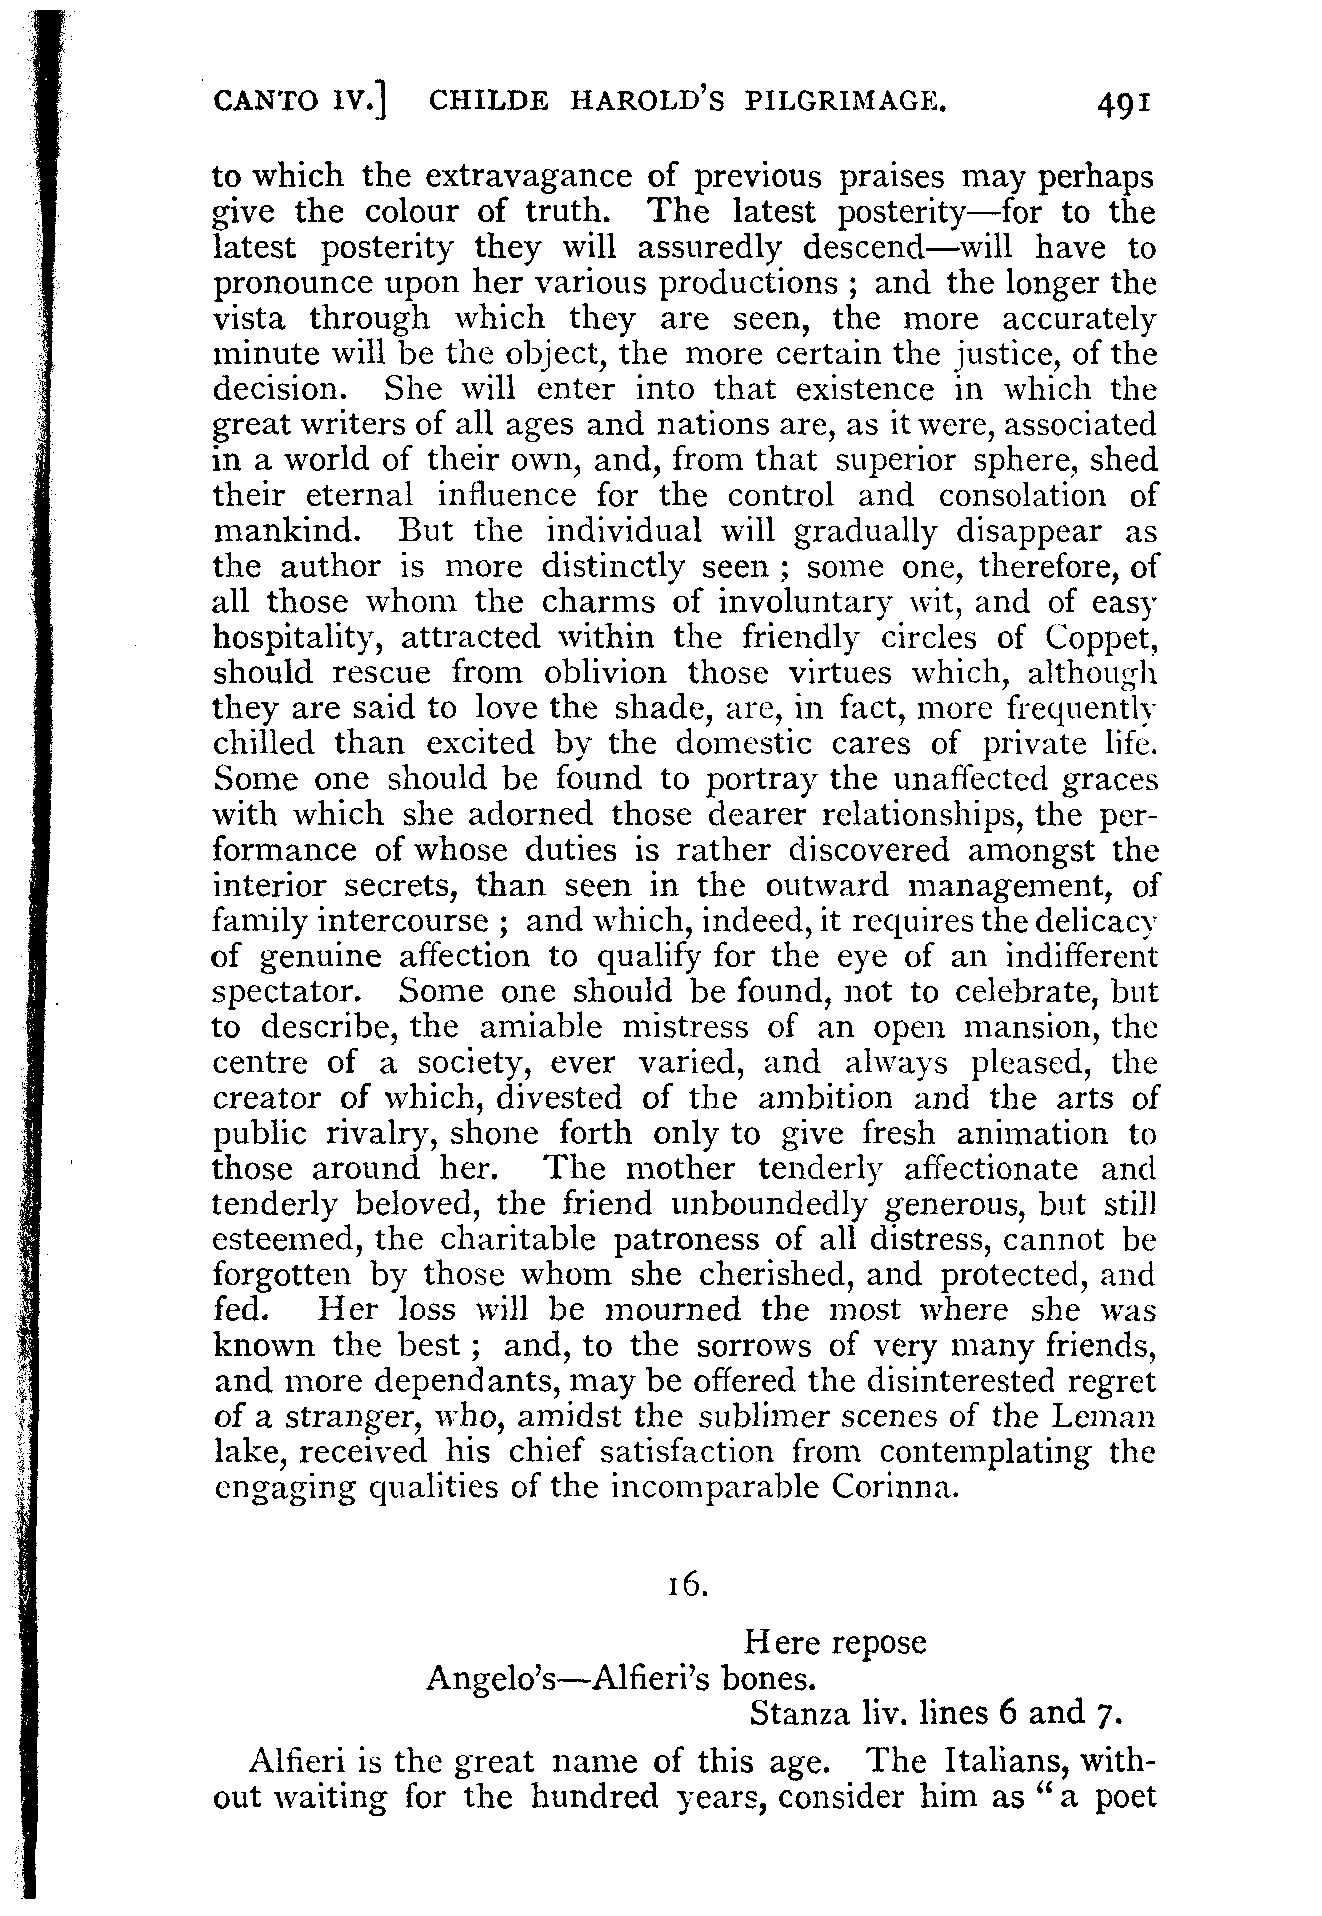 CANTO IV.] CHILDE HAROLD'S PILGRIMAGE. 491
to which the extravagance of previous praises may perhaps
give the colour of truth. The latest posterity—for to the
latest posterity they will assuredly descend—will have to
pronounce upon her various productions ; and the longer the
vista through which they are seen, the more accurately
minute will be the object, the more certain the justice, of the
decision. She will enter into that existence in which the
great writers of all ages and nations are, as it were, associated
in a world of their own, and, from that superior sphere, shed
their eternal influence for the control and consolation of
mankind. But the individual will gradually disappear as
the author is more distinctly seen ; some one, therefore, of
all those whom the charms of involuntary wit, and of easy
hospitality, attracted within the friendly circles of Coppet,
should rescue from oblivion those virtues which, although
they are said to love the shade, are, in fact, more frequently
chilled than excited by the domestic cares of private life.
Some one should be found to portray the unaffected graces
with which she adorned those dearer relationships, the per-
formance of whose duties is rather discovered amongst the
interior secrets, than seen in the outward management, of
family intercourse ; and which, indeed, it requires the delicacy
of genuine affection to qualify for the eye of an indifferent
spectator. Some one should be found, not to celebrate, but
to describe, the amiable mistress of an open mansion, the
centre of a society, ever varied, and always pleased, the
creator of which, divested of the ambition and the arts of
public rivalry, shone forth only to give fresh animation to
those around her. The mother tenderly affectionate and
tenderly beloved, the friend unboundedly generous, but still
esteemed, the charitable patroness of all distress, cannot be
forgotten by those whom she cherished, and protected, and
fed. Her loss will be mourned the most where she was
known the best ; and, to the sorrows of very many friends,
and more dependants, may be offered the disinterested regret
of a stranger, who, amidst the sublimer scenes of the Leman
lake, received his chief satisfaction from contemplating the
engaging qualities of the incomparable Corinna.
16.
Here repose
Angelo's—Alfieri's bones.
Stanza liv. lines 6 and 7.
Alfieri is the great name of this age. The Italians, with-
out waiting for the hundred years, consider him as "a poet